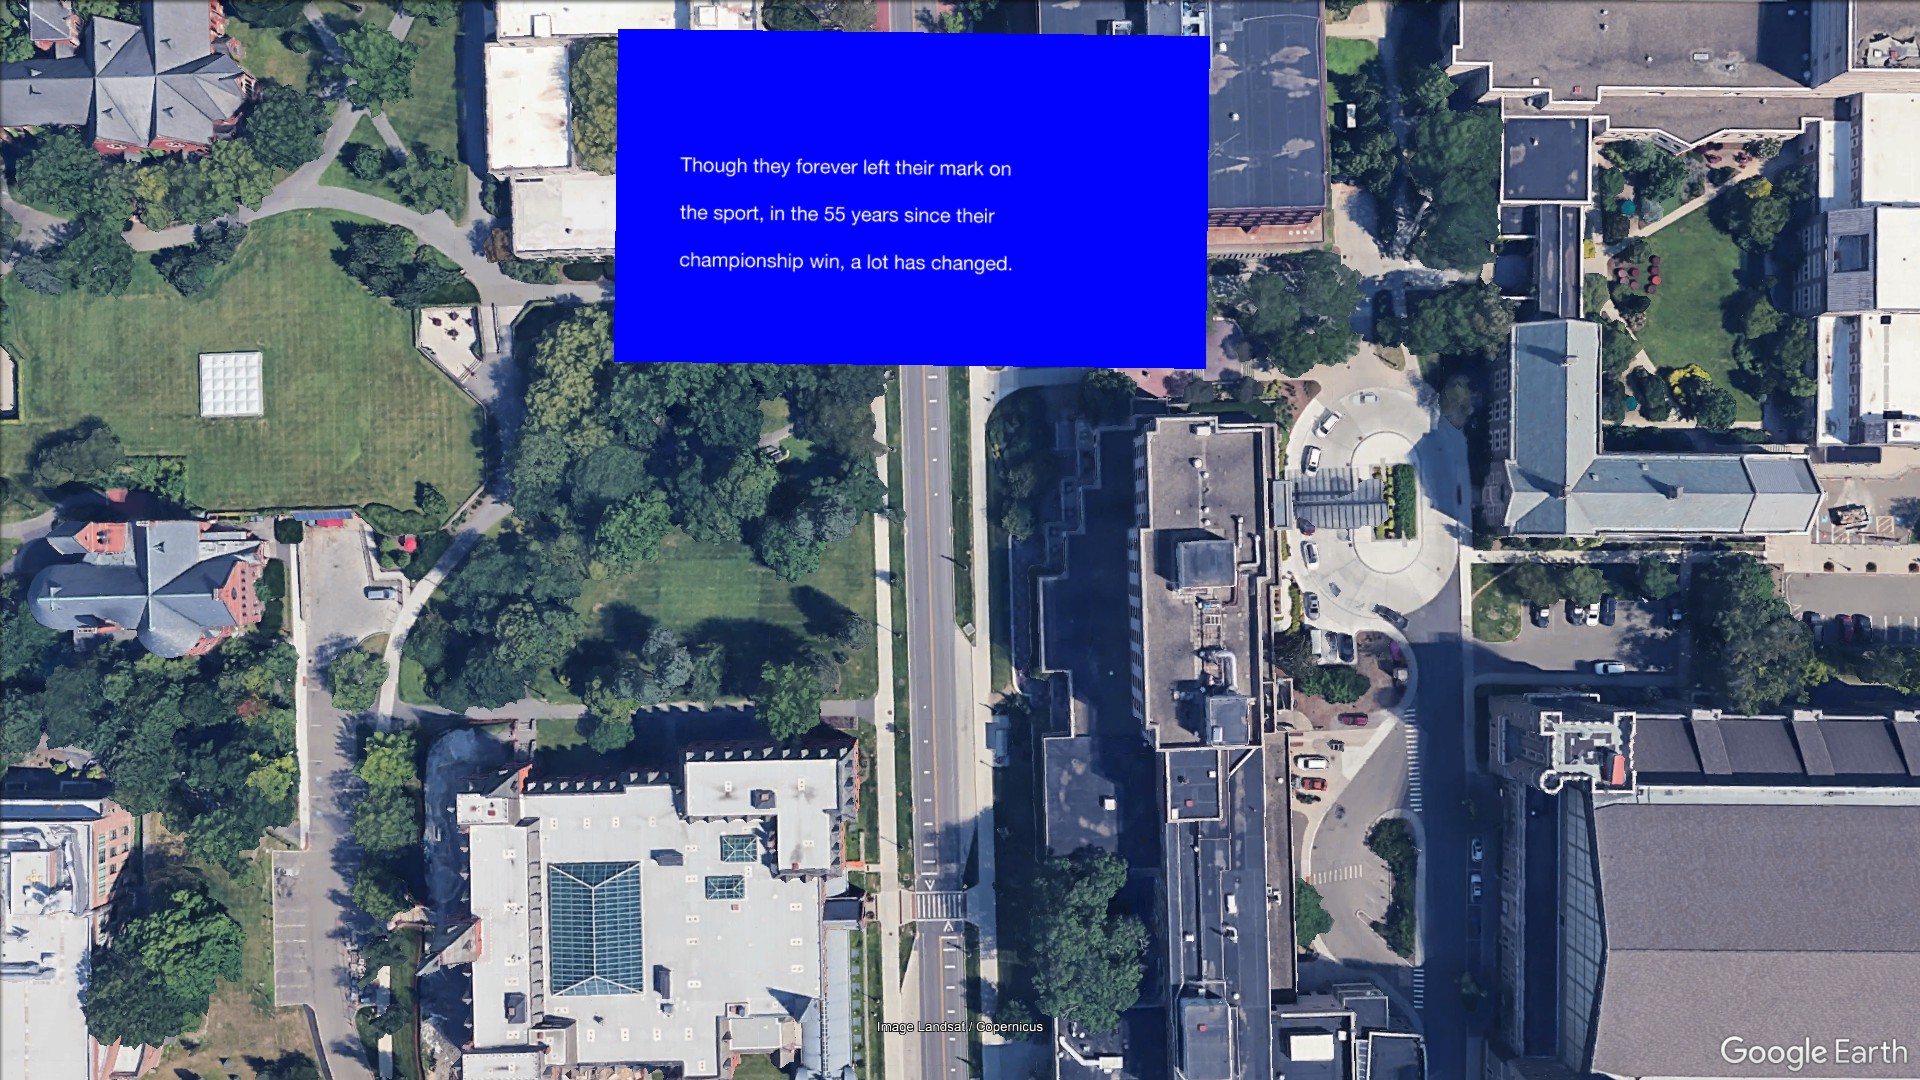 Though they forever left their mark on
the sport, in the 55 years since their
championship win, a lot has changed.
Image Landsat / Copernicus
Google Earth